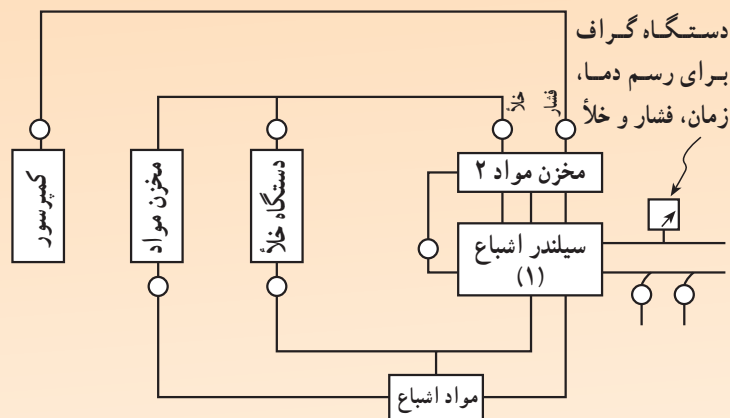 دستگاه گراف
برای رسم دما،
زمان، فشار و خلأ
خلأ
فشار
مخزن مواد ۲
سیلندر اشباع
(۱)
دستگاه خلأ
مخزن مواد
کمپرسور
مواد اشباع